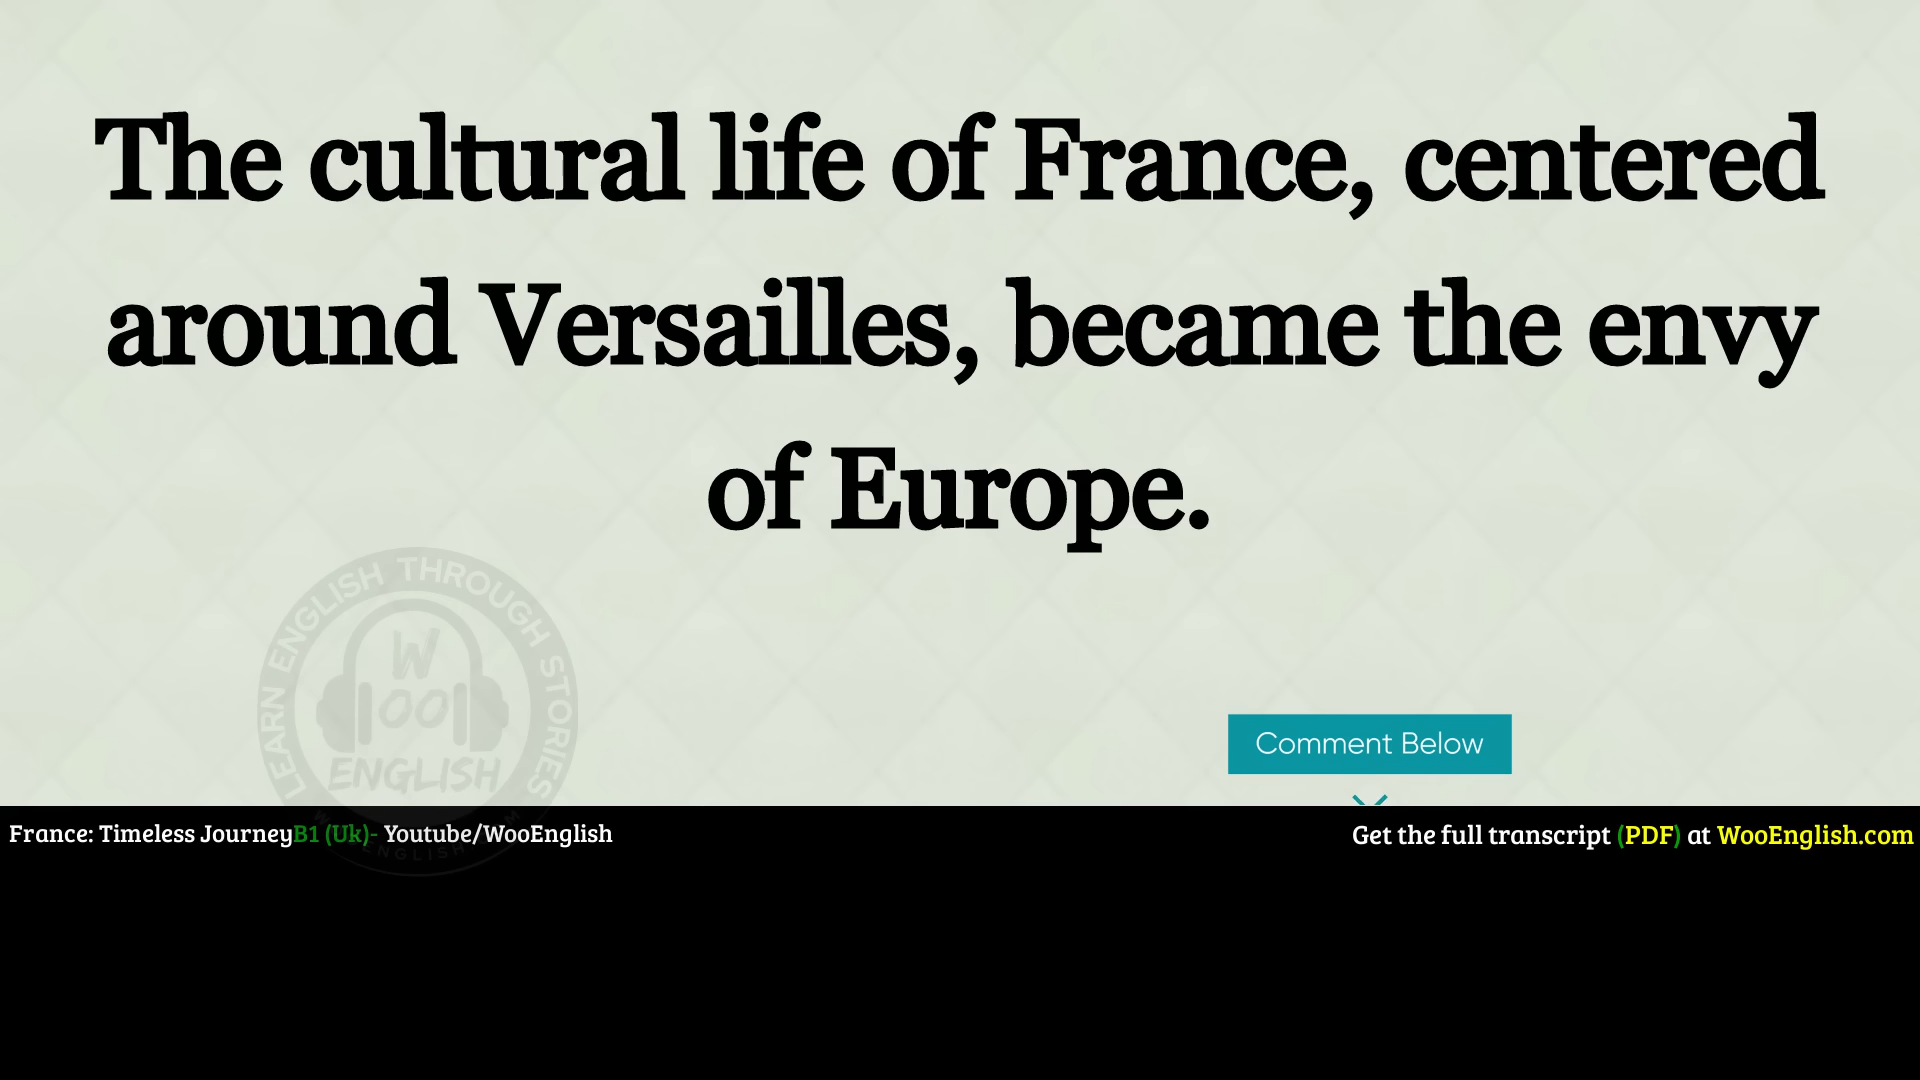 The cultural life of France, centered
around Versailles, became the envy
of Europe.
LEARN ENGLISH THROUGH STORIES
W
OO
ENGLISH
Comment Below
France: Timeless JourneyB1 (Uk)- Youtube/WooEnglish
Get the full transcript (PDF) at WooEnglish.com